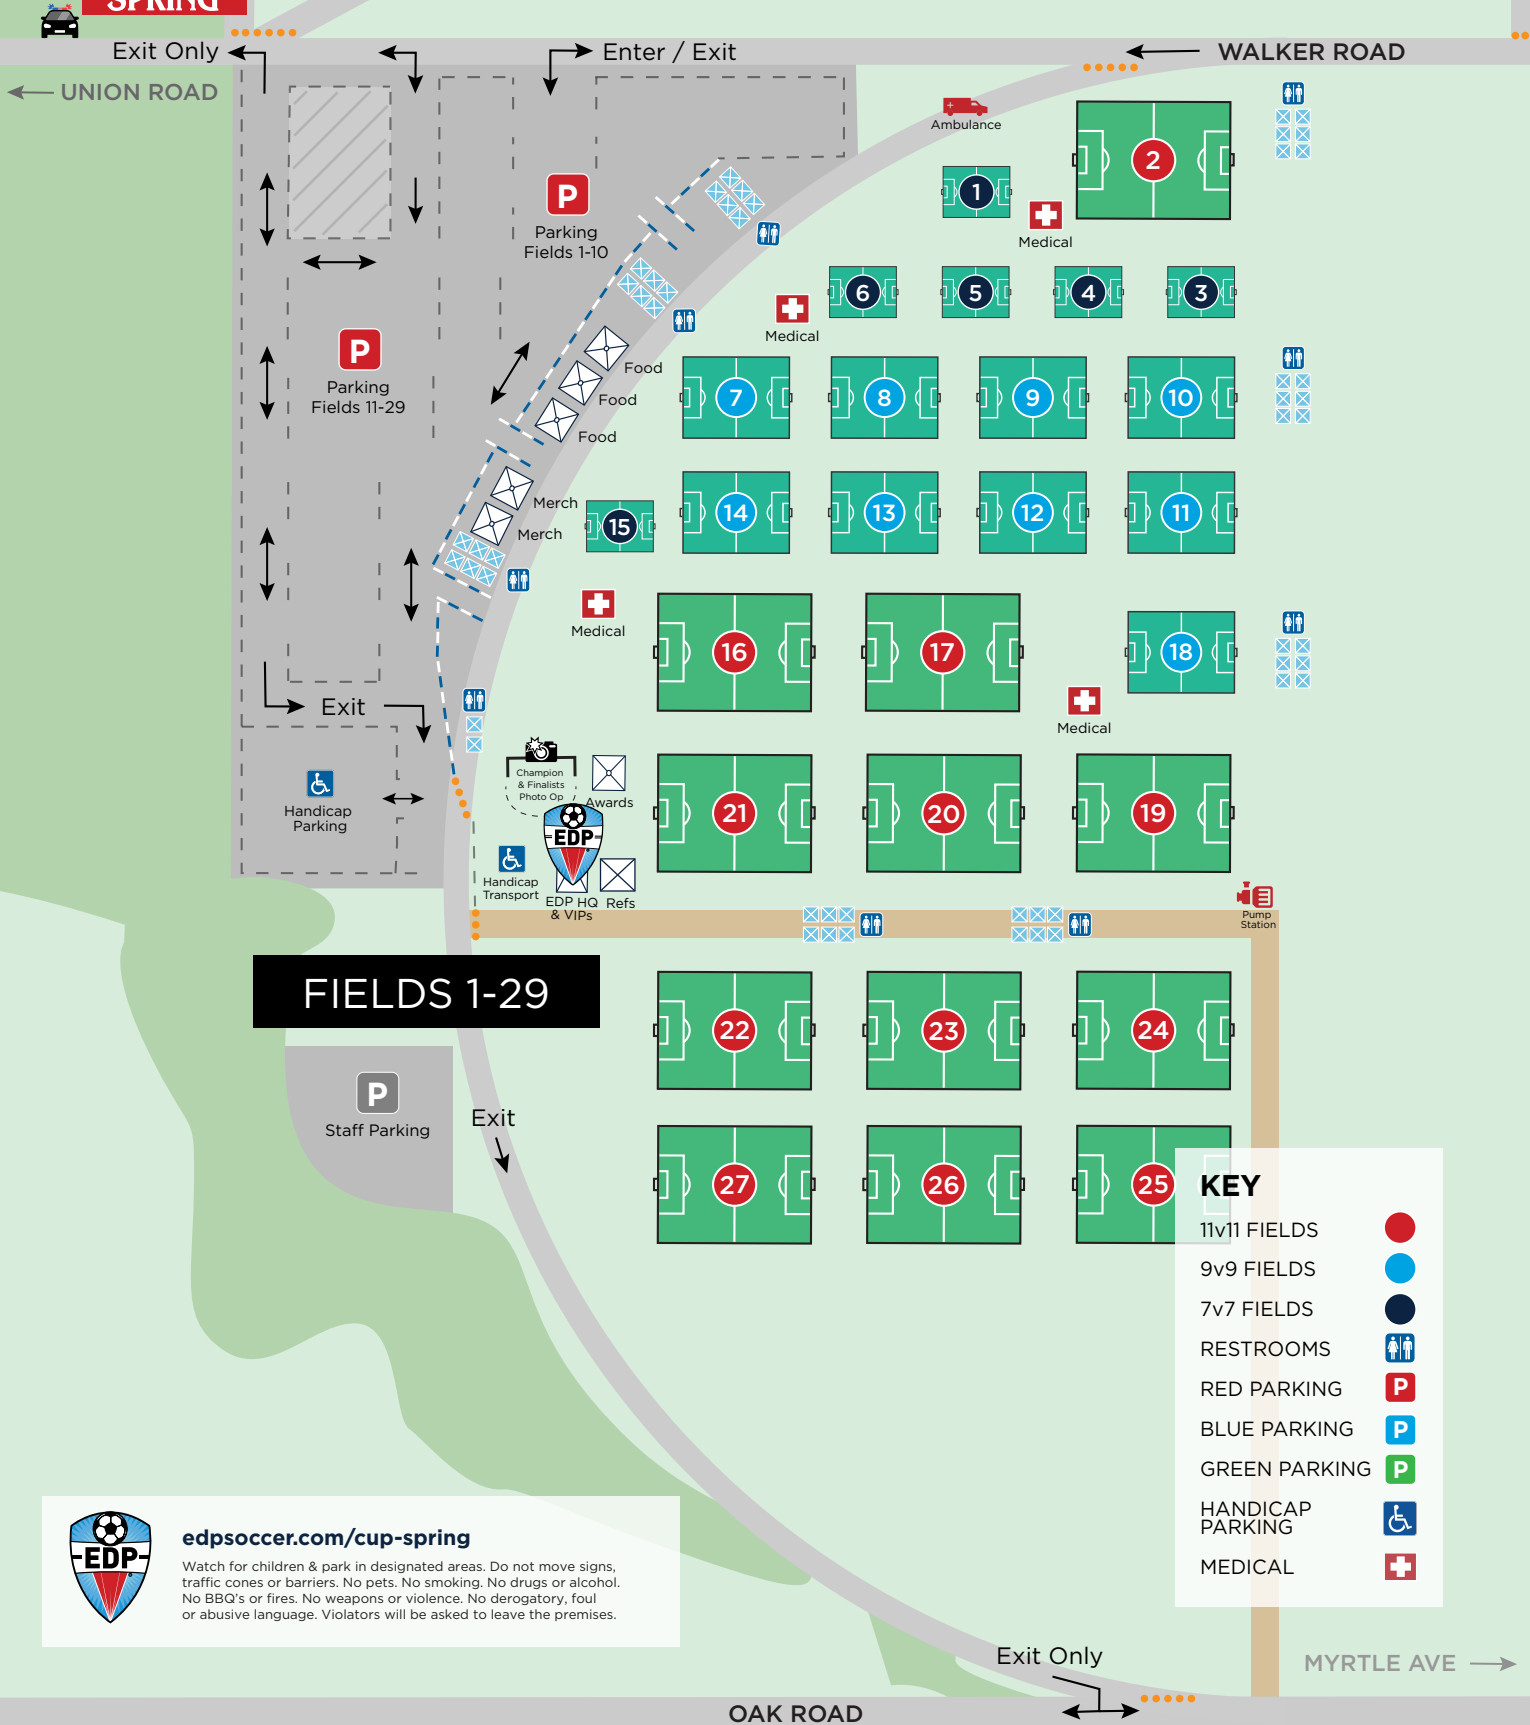 SPRING
Exit Only
Enter / Exit
WALKER ROAD
UNION ROAD
Ambulance
2
1
P
Medical
Parking
Fields 1-10
6
5
4
3
Medical
P
Parking
Fields 11-29
Food
Food
Food
7
8
9
10
Merch
Merch
15
14
13
12
11
Medical
16
17
18
Exit
Medical
Champion
& Finalists
Photo Op
Awards
Handicap
Parking
EDP
21
20
19
Handicap
Transport
EDP HQ
& VIPs
Refs
Pump
Station
FIELDS 1-29
22
23
24
P
Staff Parking
Exit
27
26
25
KEY
11v11 FIELDS
9v9 FIELDS
7v7 FIELDS
RESTROOMS
RED PARKING P
BLUE PARKING P
GREEN PARKING P
HANDICAP
PARKING
MEDICAL
EDP
edpsoccer.com/cup-spring
Watch for children & park in designated areas. Do not move signs,
traffic cones or barriers. No pets. No smoking. No drugs or alcohol.
No BBQ's or fires. No weapons or violence. No derogatory, foul
or abusive language. Violators will be asked to leave the premises.
Exit Only
MYRTLE AVE
OAK ROAD